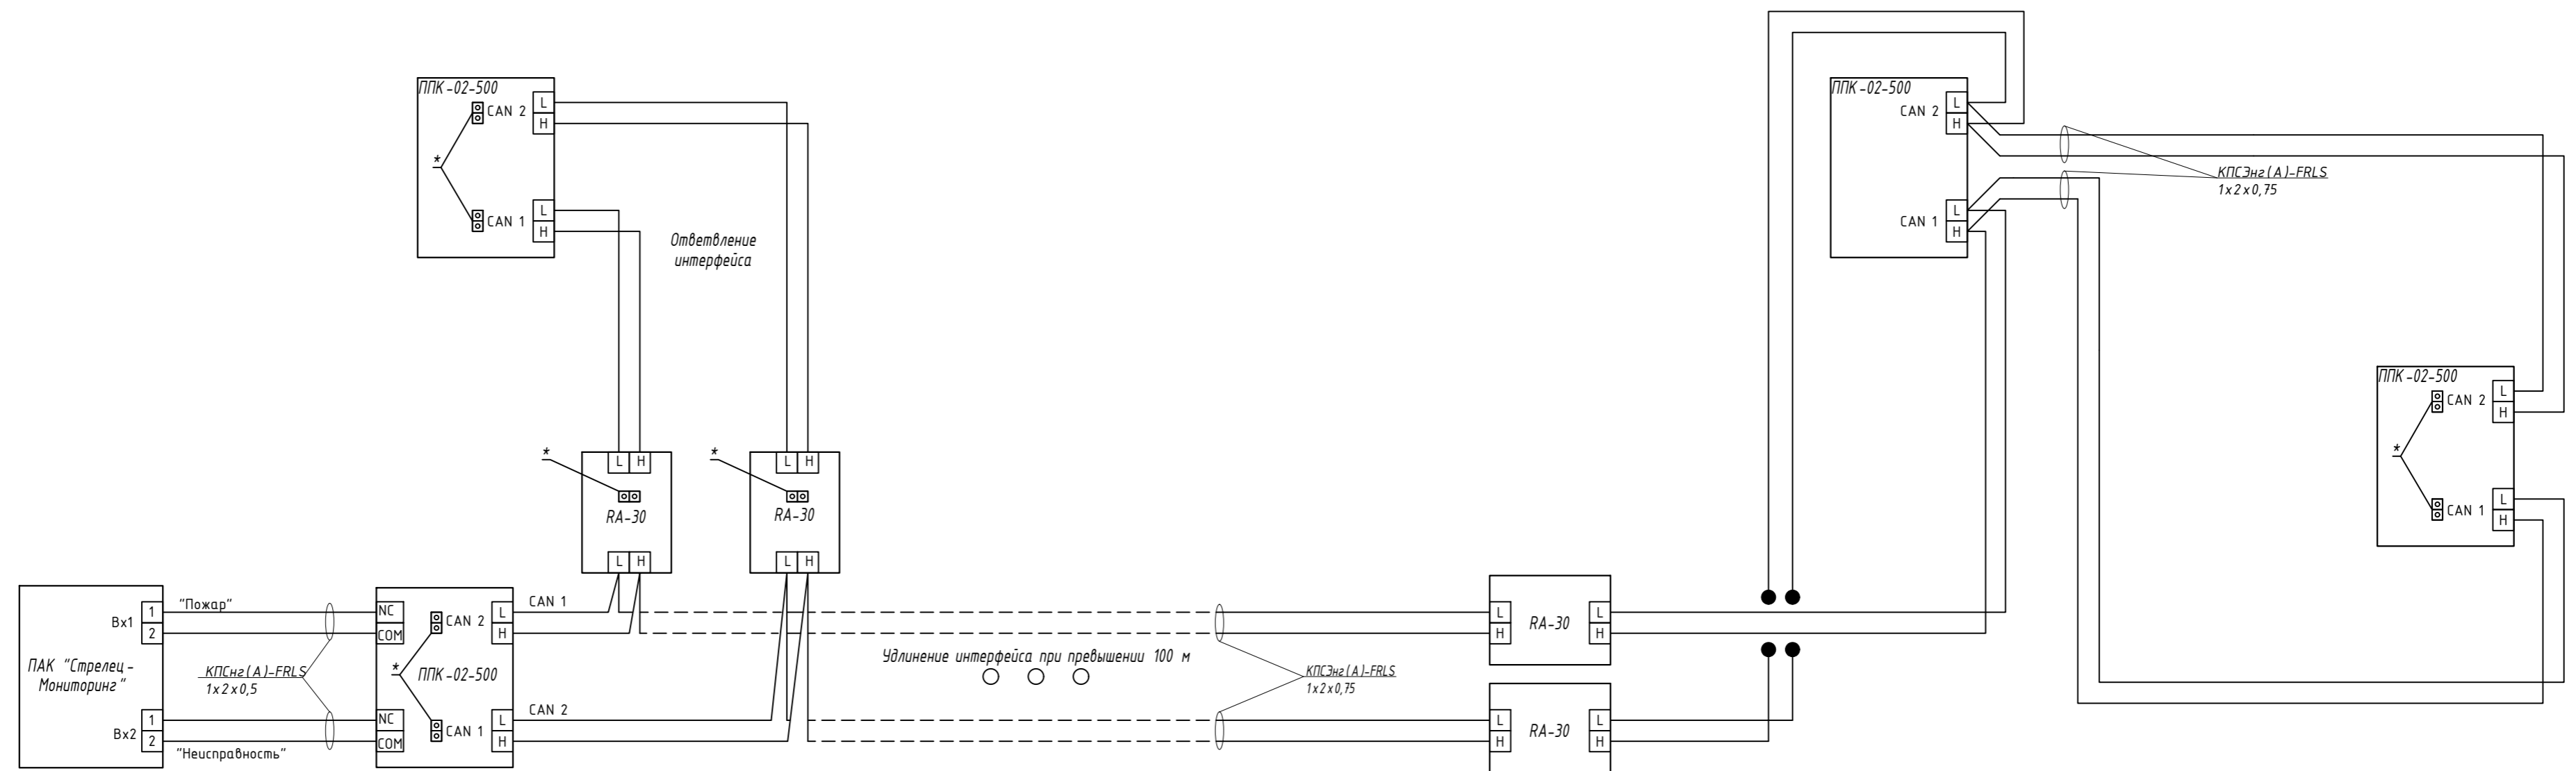 ППК-02-500
CAN 2
L
H
*
CAN 1
L
H
Ответвление
интерфейса
ППК-02-500
CAN 2
L
H
CAN 1
L
H
КПСЭнг(А)-FRLS
1х2х0,75
ППК-02-500
CAN 2
L
H
*
CAN 1
L
H
*
L H
RA-30
L H
*
L H
RA-30
L H
ПАК "Стрелец-
Мониторинг"
Вх1
1
2
"Пожар"
Вх2
1
2
"Неисправность"
КПСнг(А)-FRLS
1х2х0,5
NC
COM
NC
COM
CAN 2
L
H
*
ППК-02-500
CAN 1
L
H
CAN 1
CAN 2
Удлинение интерфейса при превышении 100 м
КПСЭнг(А)-FRLS
1х2х0,75
L
H
RA-30
L
H
L
H
RA-30
L
H